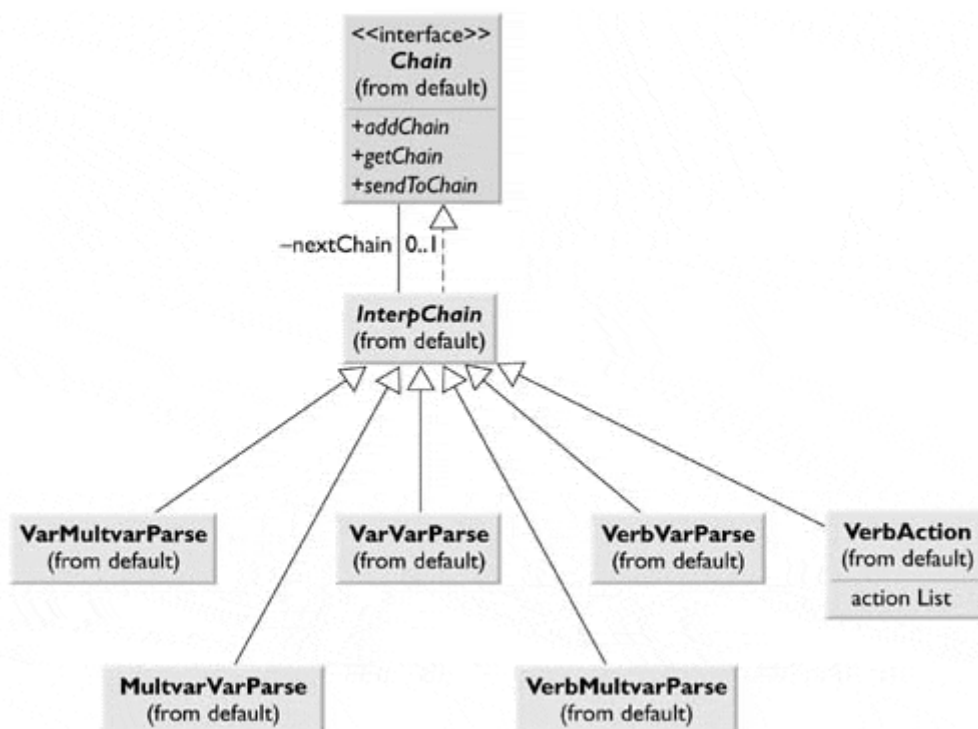 <<interface>>
Chain
(from default)
+addChain
+getChain
+sendToChain
–nextChain 0..1
InterpChain
(from default)
VarMultvarParse
(from default)
VarVarParse
(from default)
VerbVarParse
(from default)
VerbAction
(from default)
action List
MultvarVarParse
(from default)
VerbMultvarParse
(from default)